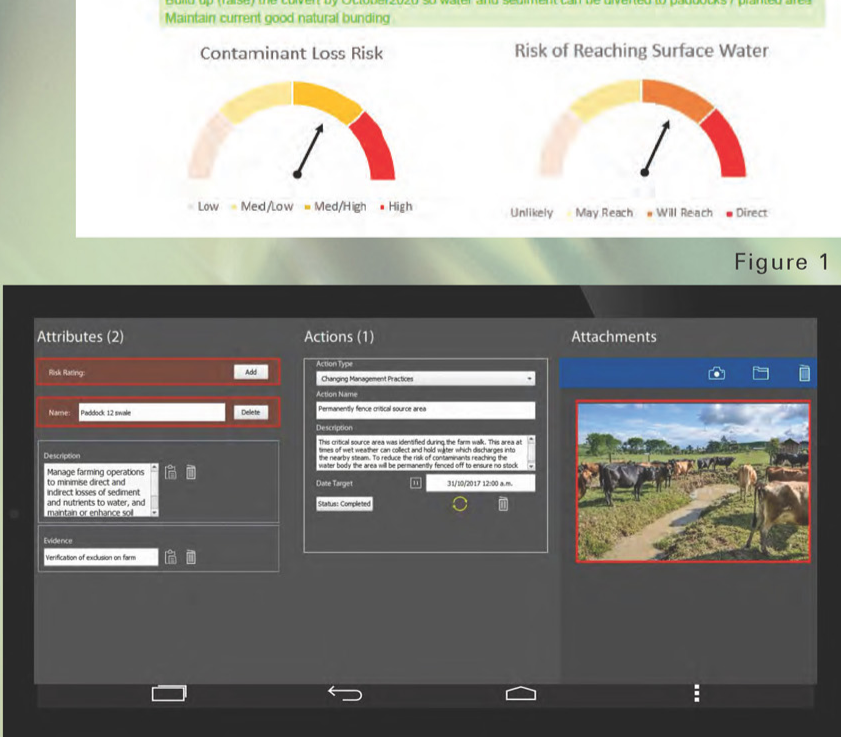 Build up (raise) the culvert by October2020 so water and sediment can be diverted to paddocks / planted area
Maintain current good natural bunding
Contaminant Loss Risk
Low Med/Low Med/High High
Risk of Reaching Surface Water
Unlikely May Reach Will Reach Direct
Figure 1
Attributes (2)
Risk Rating:
Add
Name:
Paddock 12 swale
Delete
Description
Manage farming operations
to minimise direct and
indirect losses of sediment
and nutrients to water, and
maintain or enhance soil
Evidence
Verification of exclusion on farm
Actions (1)
Action Type
Changing Management Practices
Action Name
Permanently fence critical source area
Description
This critical source area was identified during the farm walk. This area at
times of wet weather can collect and hold water which discharges into
the nearby steam. To reduce the risk of contaminants reaching the
water body the area will be permanently fenced off to ensure no stock
Date Target
31/10/2017 12:00 a.m.
Status: Completed
Attachments